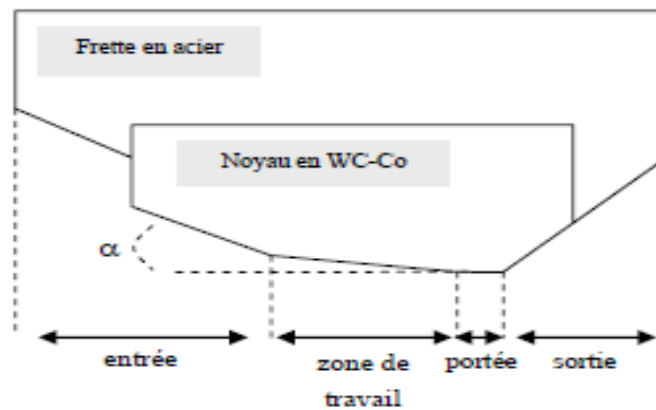 Frette en acier
Noyau en WC-Co
α
entrée
zone de
travail
portée
sortie